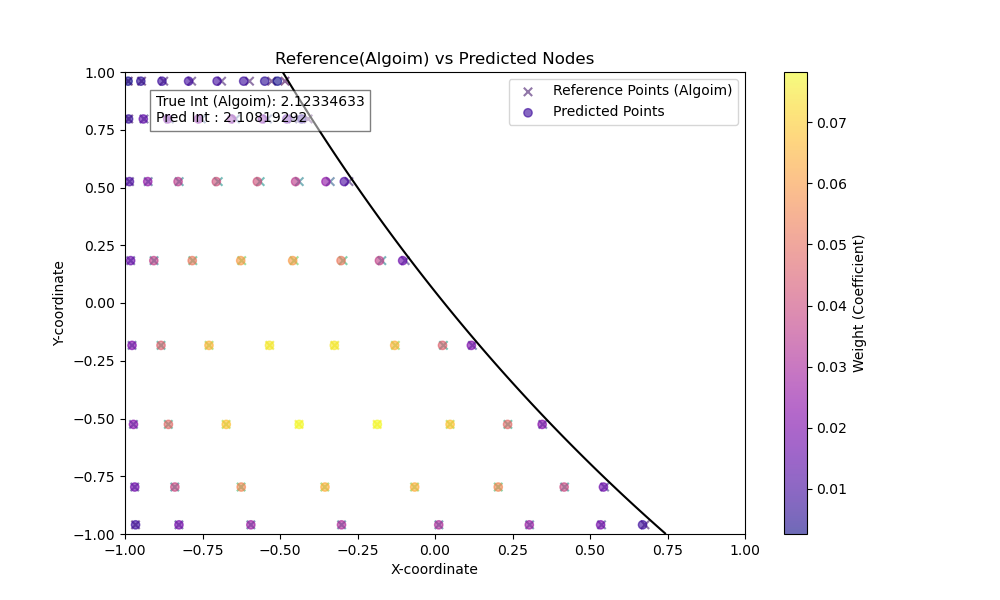 Reference(Algoim) vs Predicted Nodes
Reference Points (Algoim)
Predicted Points
True Int (Algoim): 2.12334633
Pred Int : 2.10819292
Y-coordinate
1.00
0.75
0.50
0.25
0.00
−0.25
−0.50
−0.75
−1.00
−1.00 −0.75 −0.50 −0.25 0.00 0.25 0.50 0.75 1.00
X-coordinate
0.07
0.06
0.05
0.04
0.03
0.02
0.01
Weight (Coefficient)